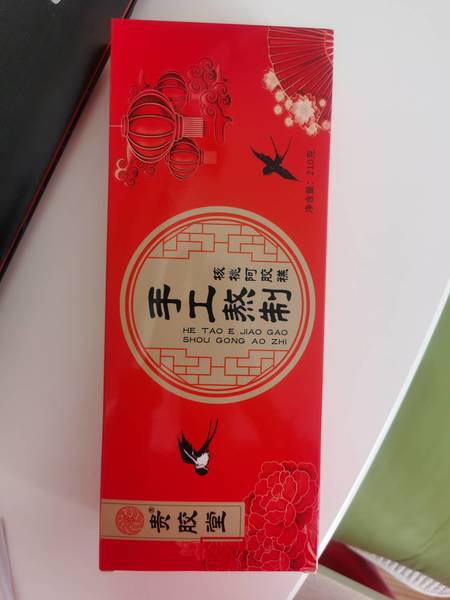 净含量：210克
核桃阿胶糕
手工熬制
HE TAO E JIAO GAO
SHOU GONG AO ZHI
贵胶堂®